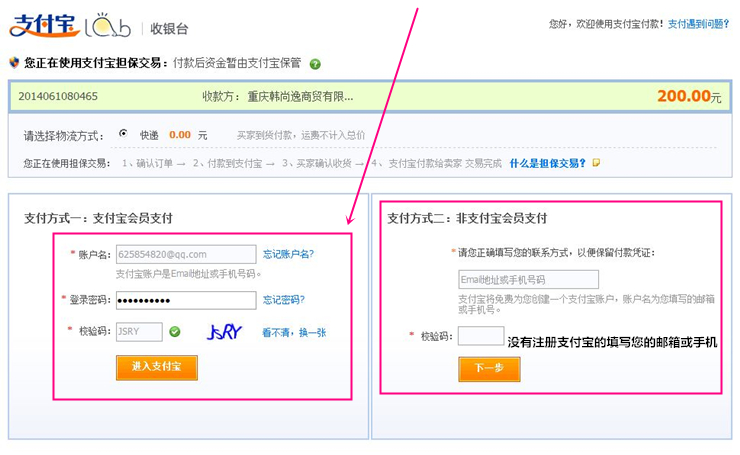 支付宝 Lab 收银台
您好，欢迎使用支付宝付款！支付遇到问题？
您正在使用支付宝担保交易：付款后资金暂由支付宝保管 ?
2014061080465 收款方： 重庆韩尚逸商贸有限... 200.00元
请选择物流方式： 快递 0.00 元 买家到货付款，运费不计入总价
您正在使用担保交易： 1、确认订单 → 2、付款到支付宝 → 3、买家确认收货 → 4、支付宝付款给卖家 交易完成 什么是担保交易？
支付方式一：支付宝会员支付
* 账户名： 625854820@qq.com 忘记账户名?
支付宝账户是Email地址或手机号码。
* 登录密码： ●●●●●●●●●● 忘记密码?
* 校验码： JSRY JSRY 看不清，换一张
进入支付宝
支付方式二：非支付宝会员支付
*请您正确填写您的联系方式，以便保留付款凭证：
Email地址或手机号码
支付宝将免费为您创建一个支付宝账户，账户名为您填写的邮箱
或手机号。
* 校验码： 没有注册支付宝的填写您的邮箱或手机
下一步